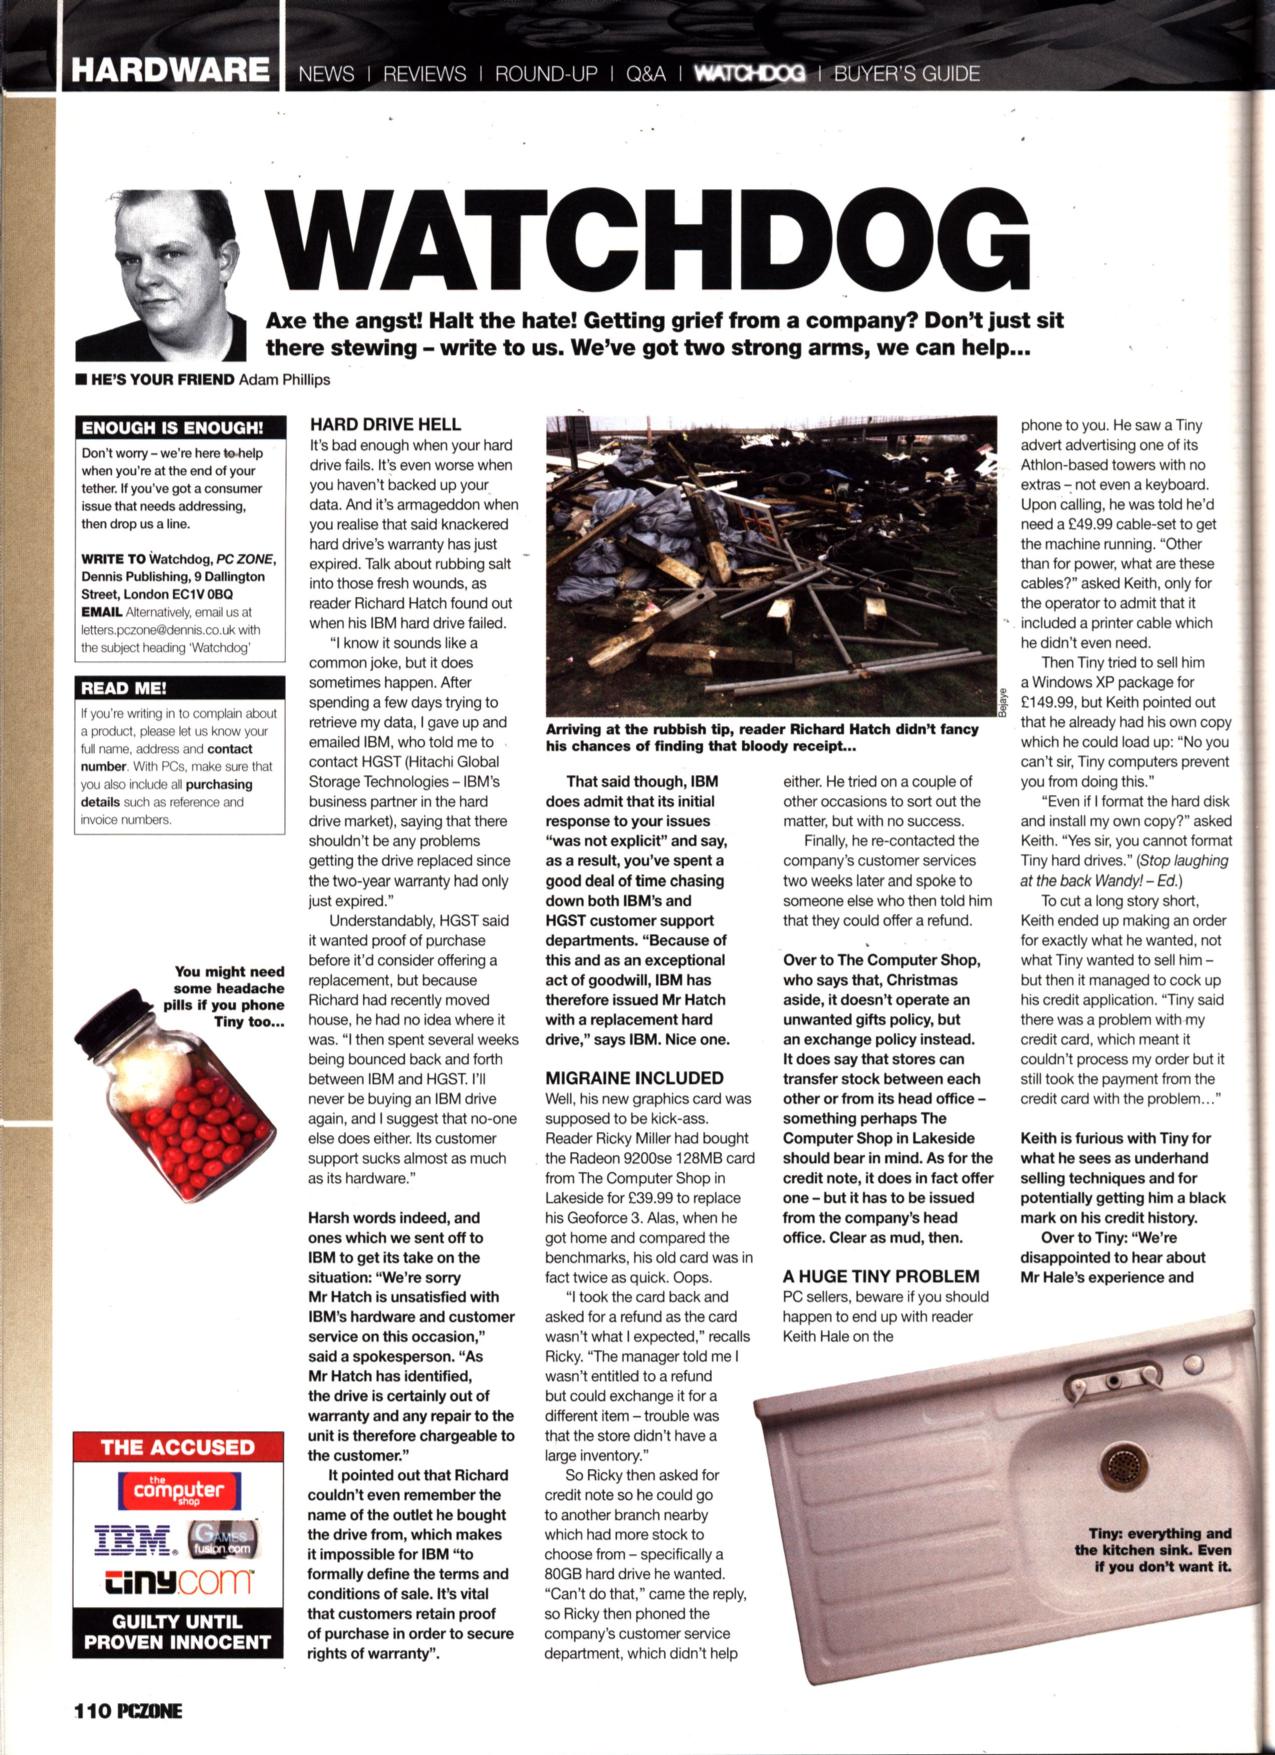 HARDWARE
NEWS | REVIEWS | ROUND-UP | Q&A | WATCHDOG | BUYER'S GUIDE
WATCHDOG
Axe the angst! Halt the hate! Getting grief from a company? Don't just sit
there stewing – write to us. We've got two strong arms, we can help...
■ HE'S YOUR FRIEND Adam Phillips
ENOUGH IS ENOUGH!
Don't worry – we're here to help
when you're at the end of your
tether. If you've got a consumer
issue that needs addressing,
then drop us a line.
WRITE TO Watchdog, PC ZONE,
Dennis Publishing, 9 Dallington
Street, London EC1V 0BQ
EMAIL Alternatively, email us at
letters.pczone@dennis.co.uk with
the subject heading 'Watchdog'
READ ME!
If you're writing in to complain about
a product, please let us know your
full name, address and contact
number. With PCs, make sure that
you also include all purchasing
details such as reference and
invoice numbers.
You might need
some headache
pills if you phone
Tiny too...
THE ACCUSED
the
computer
shop
IBM.
GAMES
fusion.com
tiny.com
GUILTY UNTIL
PROVEN INNOCENT
HARD DRIVE HELL
It's bad enough when your hard
drive fails. It's even worse when
you haven't backed up your
data. And it's armageddon when
you realise that said knackered
hard drive's warranty has just
expired. Talk about rubbing salt
into those fresh wounds, as
reader Richard Hatch found out
when his IBM hard drive failed.
"I know it sounds like a
common joke, but it does
sometimes happen. After
spending a few days trying to
retrieve my data, I gave up and
emailed IBM, who told me to
contact HGST (Hitachi Global
Storage Technologies – IBM's
business partner in the hard
drive market), saying that there
shouldn't be any problems
getting the drive replaced since
the two-year warranty had only
just expired."
Understandably, HGST said
it wanted proof of purchase
before it'd consider offering a
replacement, but because
Richard had recently moved
house, he had no idea where it
was. "I then spent several weeks
being bounced back and forth
between IBM and HGST. I'll
never be buying an IBM drive
again, and I suggest that no-one
else does either. Its customer
support sucks almost as much
as its hardware."
Harsh words indeed, and
ones which we sent off to
IBM to get its take on the
situation: "We're sorry
Mr Hatch is unsatisfied with
IBM's hardware and customer
service on this occasion,"
said a spokesperson. "As
Mr Hatch has identified,
the drive is certainly out of
warranty and any repair to the
unit is therefore chargeable to
the customer."
It pointed out that Richard
couldn't even remember the
name of the outlet he bought
the drive from, which makes
it impossible for IBM "to
formally define the terms and
conditions of sale. It's vital
that customers retain proof
of purchase in order to secure
rights of warranty".
Bejaye
Arriving at the rubbish tip, reader Richard Hatch didn't fancy
his chances of finding that bloody receipt...
That said though, IBM
does admit that its initial
response to your issues
"was not explicit" and say,
as a result, you've spent a
good deal of time chasing
down both IBM's and
HGST customer support
departments. "Because of
this and as an exceptional
act of goodwill, IBM has
therefore issued Mr Hatch
with a replacement hard
drive," says IBM. Nice one.
MIGRAINE INCLUDED
Well, his new graphics card was
supposed to be kick-ass.
Reader Ricky Miller had bought
the Radeon 9200se 128MB card
from The Computer Shop in
Lakeside for £39.99 to replace
his Geoforce 3. Alas, when he
got home and compared the
benchmarks, his old card was in
fact twice as quick. Oops.
"I took the card back and
asked for a refund as the card
wasn't what I expected," recalls
Ricky. "The manager told me I
wasn't entitled to a refund
but could exchange it for a
different item – trouble was
that the store didn't have a
large inventory."
So Ricky then asked for
credit note so he could go
to another branch nearby
which had more stock to
choose from – specifically a
80GB hard drive he wanted.
"Can't do that," came the reply,
so Ricky then phoned the
company's customer service
department, which didn't help
either. He tried on a couple of
other occasions to sort out the
matter, but with no success.
Finally, he re-contacted the
company's customer services
two weeks later and spoke to
someone else who then told him
that they could offer a refund.
Over to The Computer Shop,
who says that, Christmas
aside, it doesn't operate an
unwanted gifts policy, but
an exchange policy instead.
It does say that stores can
transfer stock between each
other or from its head office –
something perhaps The
Computer Shop in Lakeside
should bear in mind. As for the
credit note, it does in fact offer
one – but it has to be issued
from the company's head
office. Clear as mud, then.
A HUGE TINY PROBLEM
PC sellers, beware if you should
happen to end up with reader
Keith Hale on the
phone to you. He saw a Tiny
advert advertising one of its
Athlon-based towers with no
extras – not even a keyboard.
Upon calling, he was told he'd
need a £49.99 cable-set to get
the machine running. "Other
than for power, what are these
cables?" asked Keith, only for
the operator to admit that it
included a printer cable which
he didn't even need.
Then Tiny tried to sell him
a Windows XP package for
£149.99, but Keith pointed out
that he already had his own copy
which he could load up: "No you
can't sir, Tiny computers prevent
you from doing this."
"Even if I format the hard disk
and install my own copy?" asked
Keith. "Yes sir, you cannot format
Tiny hard drives." (Stop laughing
at the back Wandy! – Ed.)
To cut a long story short,
Keith ended up making an order
for exactly what he wanted, not
what Tiny wanted to sell him –
but then it managed to cock up
his credit application. "Tiny said
there was a problem with my
credit card, which meant it
couldn't process my order but it
still took the payment from the
credit card with the problem..."
Keith is furious with Tiny for
what he sees as underhand
selling techniques and for
potentially getting him a black
mark on his credit history.
Over to Tiny: "We're
disappointed to hear about
Mr Hale's experience and
Tiny: everything and
the kitchen sink. Even
if you don't want it.
110 PCZONE